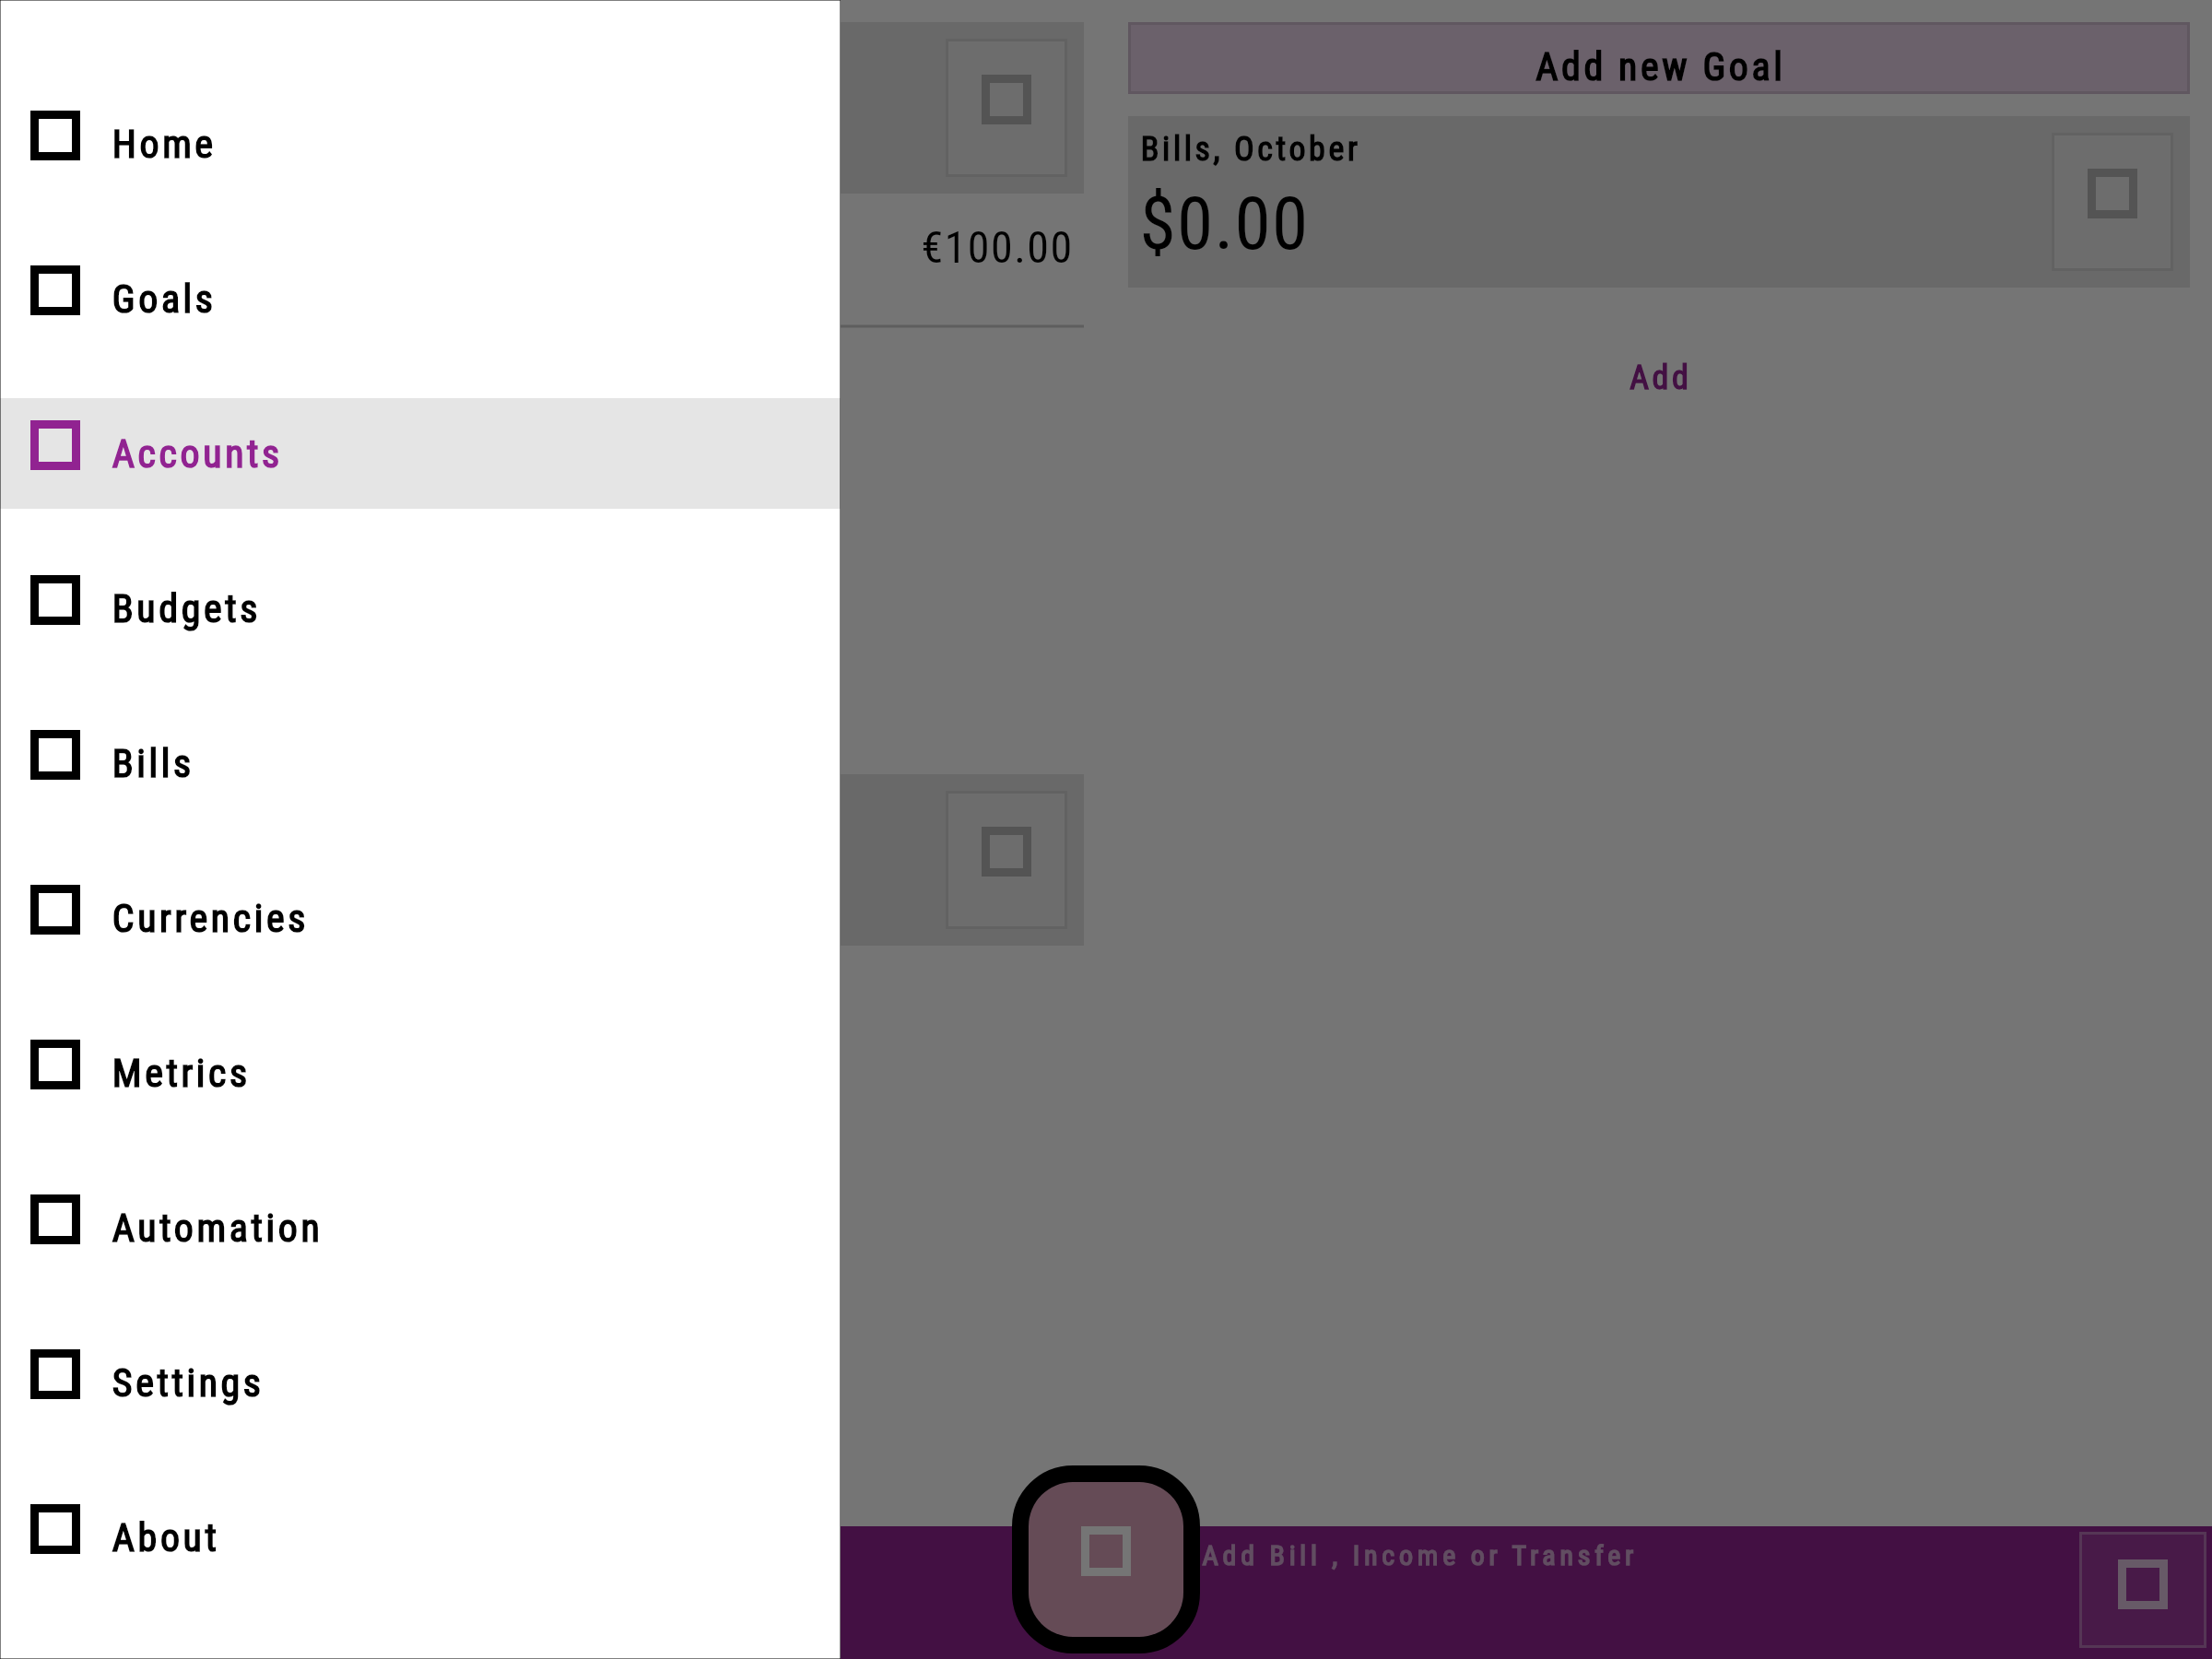 Home
Goals
Accounts
Budgets
Bills
Currencies
Metrics
Automation
Settings
About
€100.00
Add new Goal
Bills, October
$0.00
Add
Add Bill , Income or Transfer